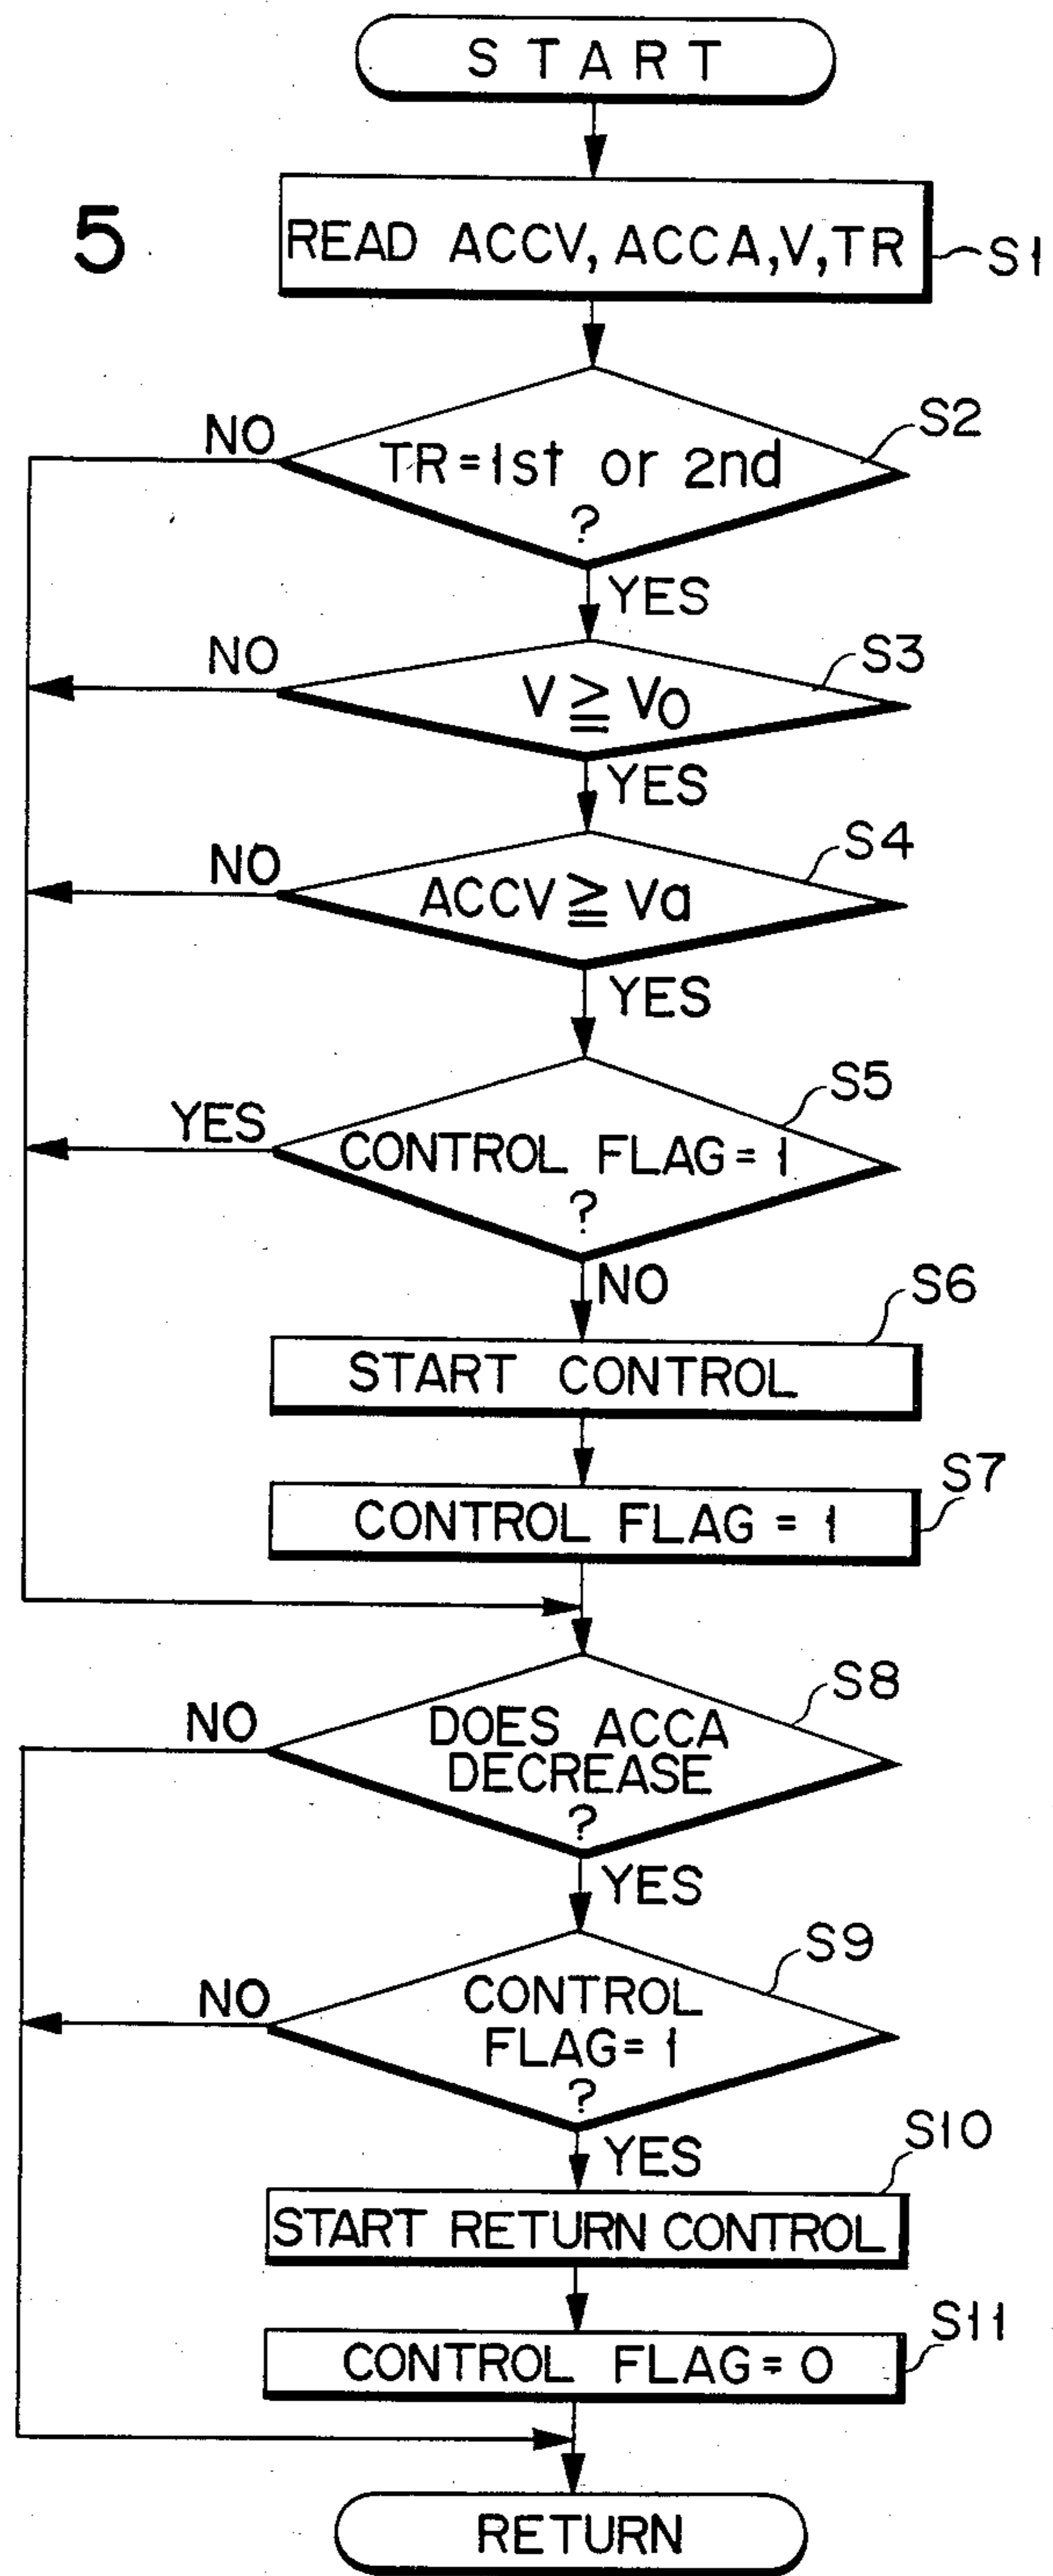 START
5
READ ACCV, ACCA, V, TR
S1
S2
NO
TR = 1st or 2nd
?
YES
S3
NO
V ≧ V0
YES
S4
NO
ACCV ≧ Va
YES
S5
YES
CONTROL FLAG = 1
?
NO
S6
START CONTROL
S7
CONTROL FLAG = 1
S8
NO
DOES ACCA
DECREASE
?
YES
S9
NO
CONTROL
FLAG = 1
?
YES
S10
START RETURN CONTROL
S11
CONTROL FLAG = 0
RETURN